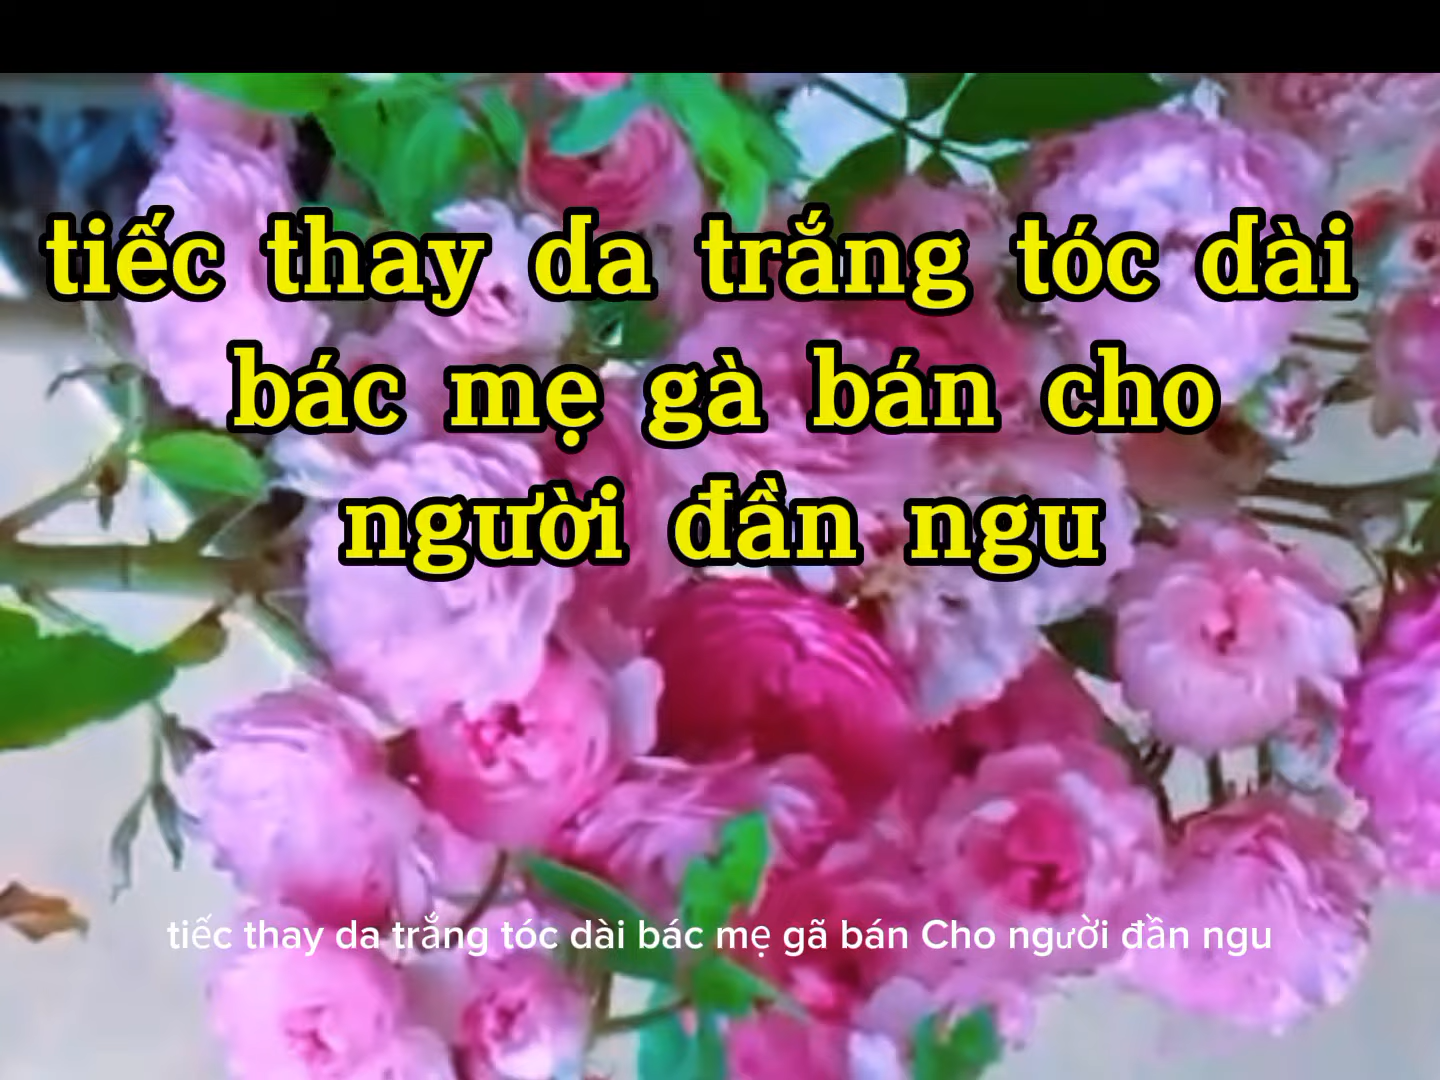 tiếc thay da trắng tóc dài
bác mẹ gà bán cho
người đần ngu
tiếc thay da trắng tóc dài bác mẹ gã bán Cho người đần ngu